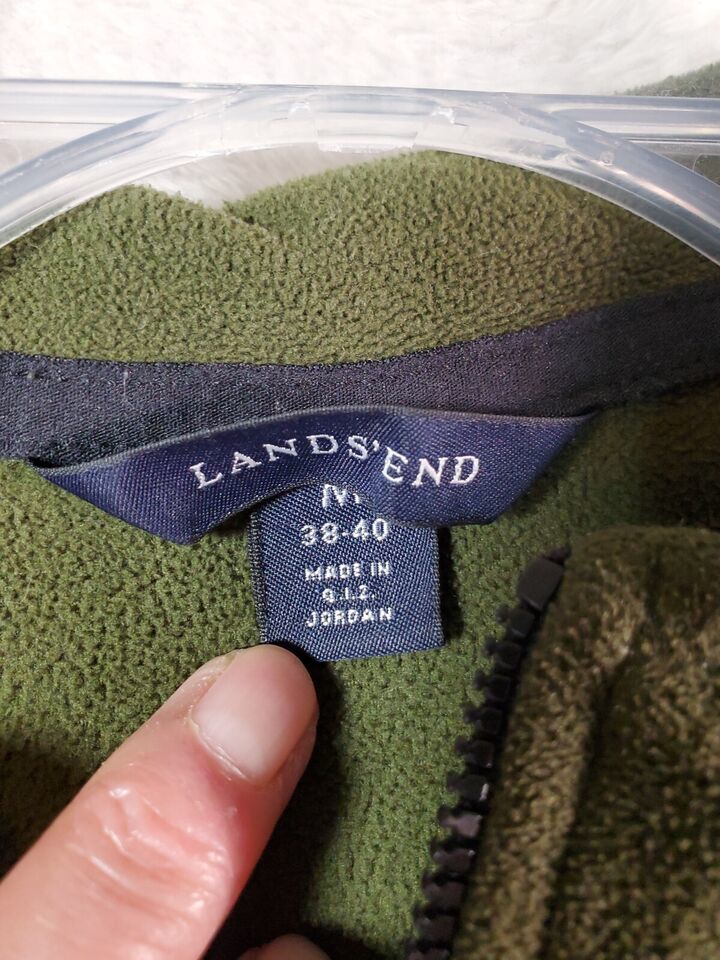 LANDS' END
M
38-40
MADE IN
Q.I.Z.
JORDAN